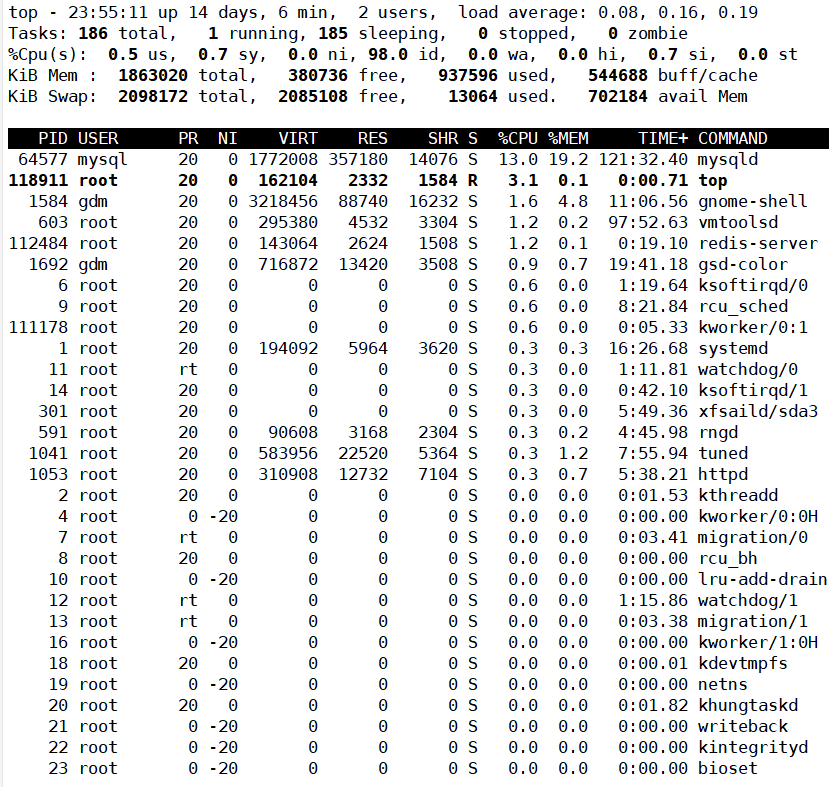 top - 23:55:11 up 14 days, 6 min,  2 users,  load average: 0.08, 0.16, 0.19
Tasks: 186 total,   1 running, 185 sleeping,   0 stopped,   0 zombie
%Cpu(s):  0.5 us,  0.7 sy,  0.0 ni, 98.0 id,  0.0 wa,  0.0 hi,  0.7 si,  0.0 st
KiB Mem :  1863020 total,   380736 free,   937596 used,   544688 buff/cache
KiB Swap:  2098172 total,  2085108 free,    13064 used.   702184 avail Mem
   PID USER      PR  NI    VIRT    RES    SHR S  %CPU %MEM     TIME+ COMMAND
 64577 mysql     20   0 1772008 357180  14076 S  13.0 19.2 121:32.40 mysqld
118911 root      20   0  162104   2332   1584 R   3.1  0.1   0:00.71 top
  1584 gdm       20   0 3218456  88740  16232 S   1.6  4.8  11:06.56 gnome-shell
   603 root      20   0  295380   4532   3304 S   1.2  0.2  97:52.63 vmtoolsd
112484 root      20   0  143064   2624   1508 S   1.2  0.1   0:19.10 redis-server
  1692 gdm       20   0  716872  13420   3508 S   0.9  0.7  19:41.18 gsd-color
     6 root      20   0       0      0      0 S   0.6  0.0   1:19.64 ksoftirqd/0
     9 root      20   0       0      0      0 S   0.6  0.0   8:21.84 rcu_sched
111178 root      20   0       0      0      0 S   0.6  0.0   0:05.33 kworker/0:1
     1 root      20   0  194092   5964   3620 S   0.3  0.3  16:26.68 systemd
    11 root      rt   0       0      0      0 S   0.3  0.0   1:11.81 watchdog/0
    14 root      20   0       0      0      0 S   0.3  0.0   0:42.10 ksoftirqd/1
   301 root      20   0       0      0      0 S   0.3  0.0   5:49.36 xfsaild/sda3
   591 root      20   0   90608   3168   2304 S   0.3  0.2   4:45.98 rngd
  1041 root      20   0  583956  22520   5364 S   0.3  1.2   7:55.94 tuned
  1053 root      20   0  310908  12732   7104 S   0.3  0.7   5:38.21 httpd
     2 root      20   0       0      0      0 S   0.0  0.0   0:01.53 kthreadd
     4 root       0 -20       0      0      0 S   0.0  0.0   0:00.00 kworker/0:0H
     7 root      rt   0       0      0      0 S   0.0  0.0   0:03.41 migration/0
     8 root      20   0       0      0      0 S   0.0  0.0   0:00.00 rcu_bh
    10 root       0 -20       0      0      0 S   0.0  0.0   0:00.00 lru-add-drain
    12 root      rt   0       0      0      0 S   0.0  0.0   1:15.86 watchdog/1
    13 root      rt   0       0      0      0 S   0.0  0.0   0:03.38 migration/1
    16 root       0 -20       0      0      0 S   0.0  0.0   0:00.00 kworker/1:0H
    18 root      20   0       0      0      0 S   0.0  0.0   0:00.01 kdevtmpfs
    19 root       0 -20       0      0      0 S   0.0  0.0   0:00.00 netns
    20 root      20   0       0      0      0 S   0.0  0.0   0:01.82 khungtaskd
    21 root       0 -20       0      0      0 S   0.0  0.0   0:00.00 writeback
    22 root       0 -20       0      0      0 S   0.0  0.0   0:00.00 kintegrityd
    23 root       0 -20       0      0      0 S   0.0  0.0   0:00.00 bioset